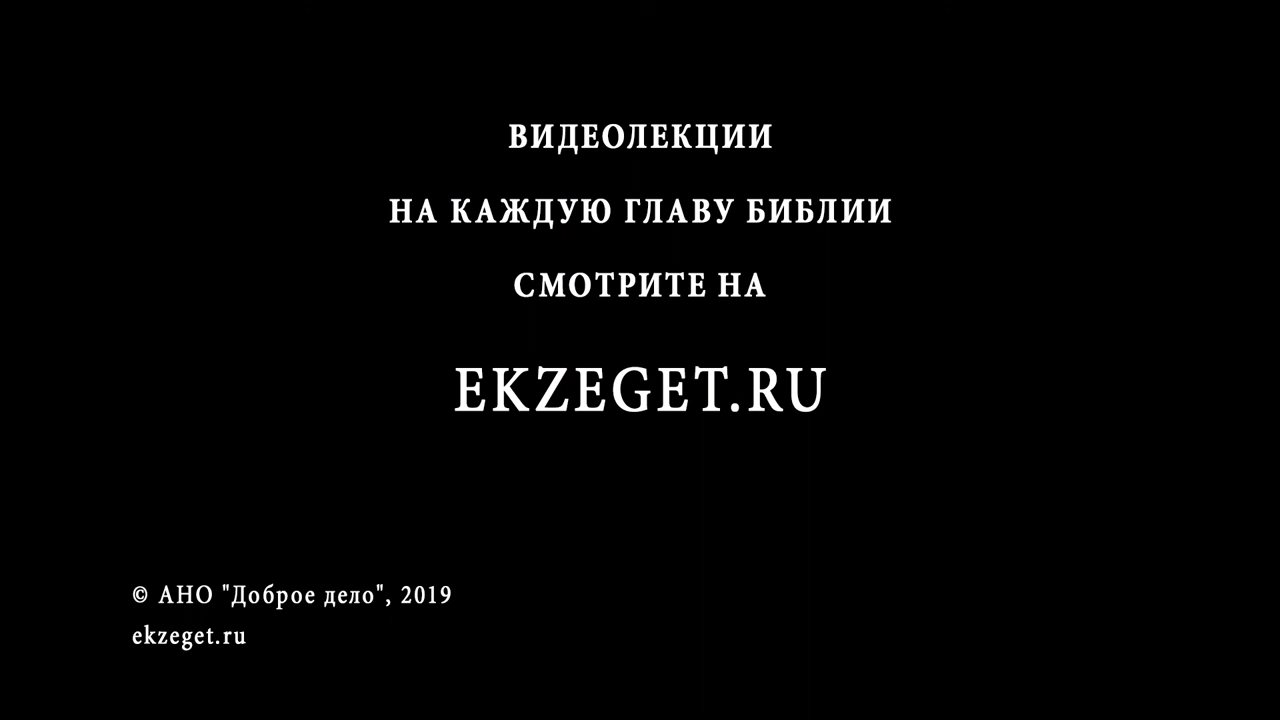 ВИДЕОЛЕКЦИИ
НА КАЖДУЮ ГЛАВУ БИБЛИИ
СМОТРИТЕ НА
EKZEGET.RU
© АНО "Доброе дело", 2019
ekzeget.ru